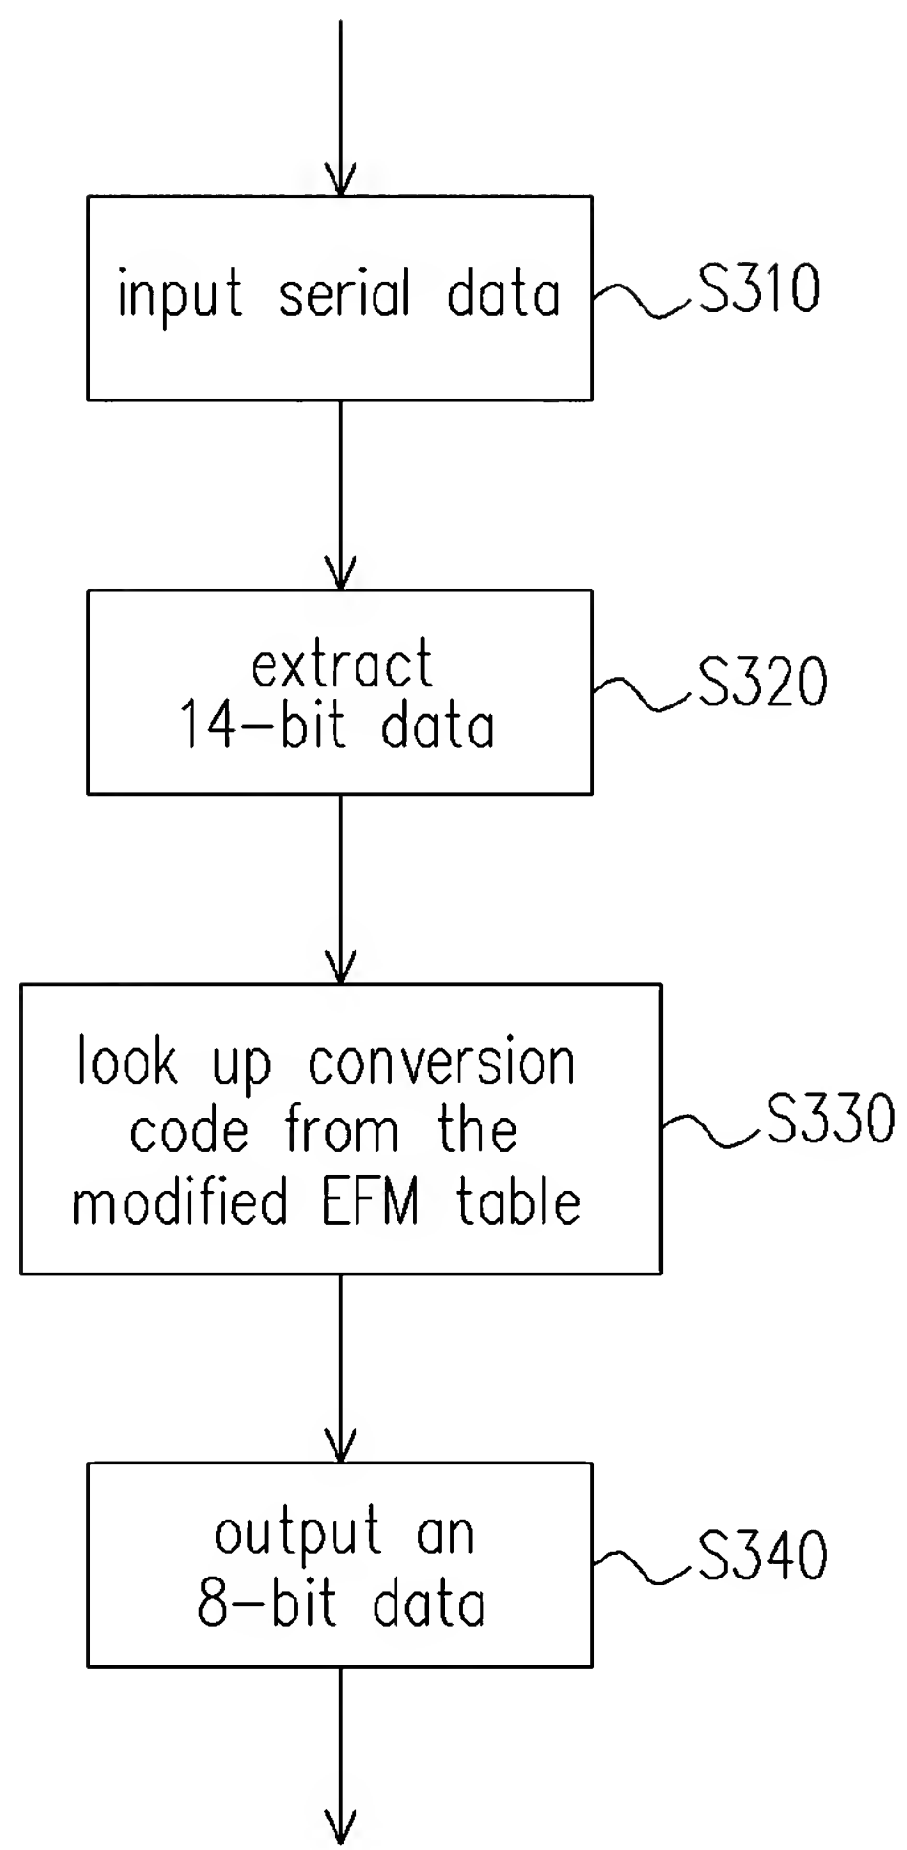 input serial data
S310
extract
14-bit data
S320
look up conversion
code from the
modified EFM table
S330
output an
8-bit data
S340